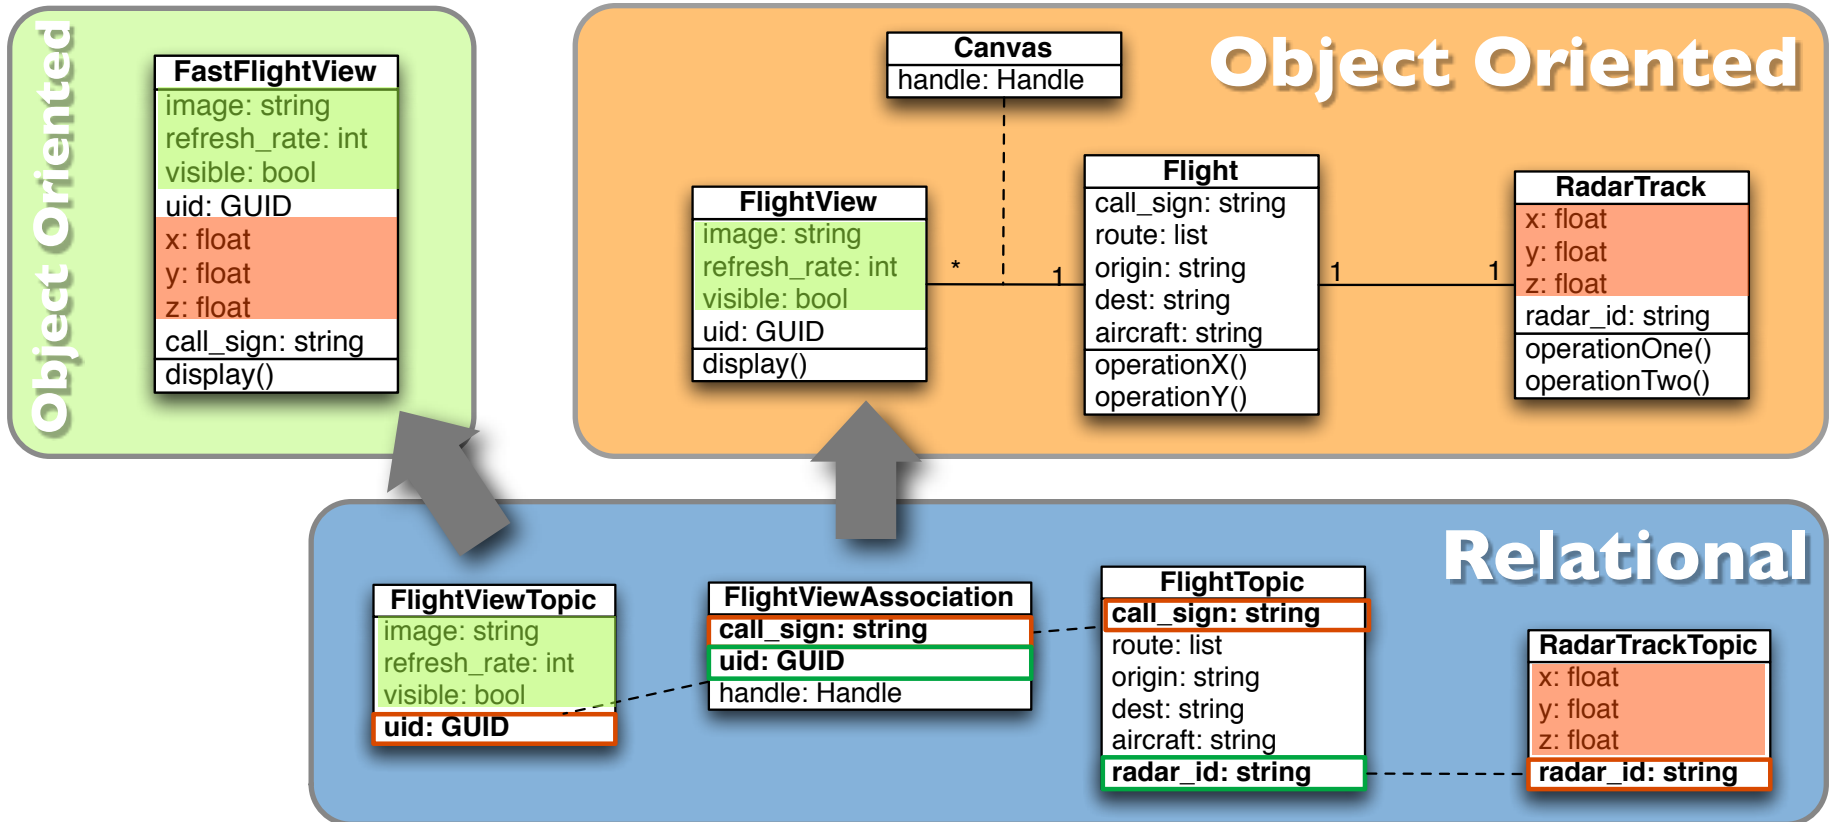 Object Oriented
FastFlightView
image: string
refresh_rate: int
visible: bool
uid: GUID
x: float
y: float
z: float
call_sign: string
display()
Object Oriented
Canvas
handle: Handle
FlightView
image: string
refresh_rate: int
visible: bool
uid: GUID
display()
*
1
Flight
call_sign: string
route: list
origin: string
dest: string
aircraft: string
operationX()
operationY()
1
1
RadarTrack
x: float
y: float
z: float
radar_id: string
operationOne()
operationTwo()
Relational
FlightViewTopic
image: string
refresh_rate: int
visible: bool
uid: GUID
FlightViewAssociation
call_sign: string
uid: GUID
handle: Handle
FlightTopic
call_sign: string
route: list
origin: string
dest: string
aircraft: string
radar_id: string
RadarTrackTopic
x: float
y: float
z: float
radar_id: string